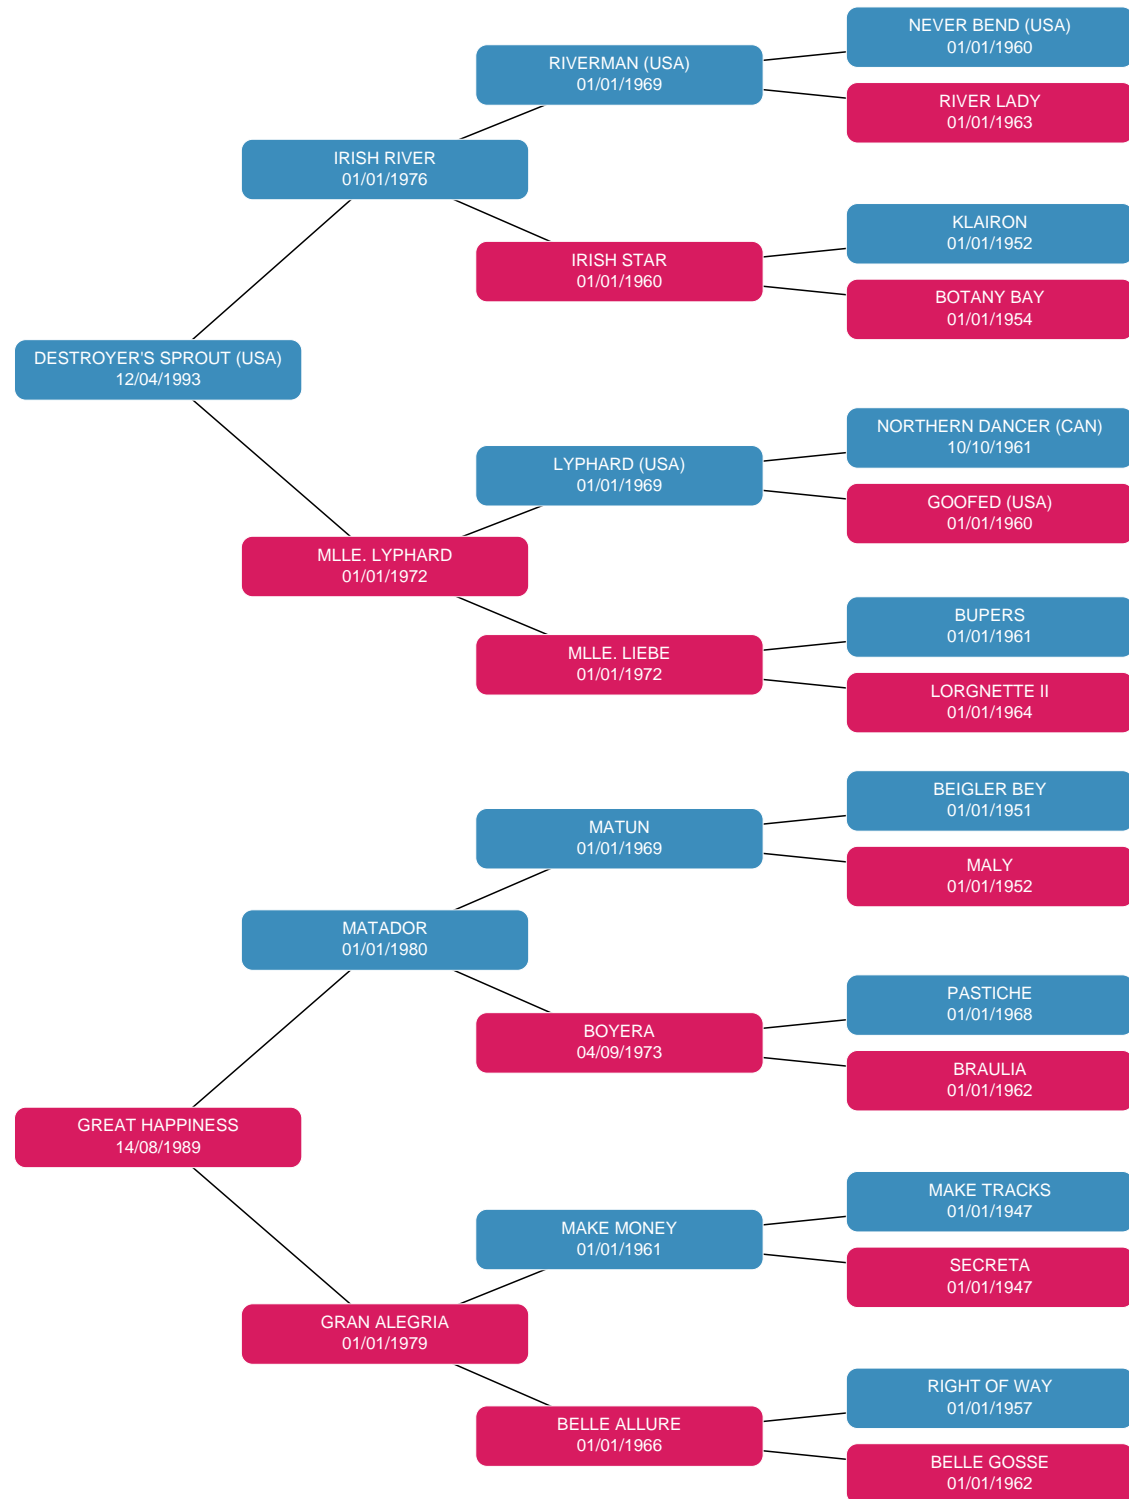 NEVER BEND (USA)
01/01/1960
RIVERMAN (USA)
01/01/1969
RIVER LADY
01/01/1963
IRISH RIVER
01/01/1976
KLAIRON
01/01/1952
IRISH STAR
01/01/1960
BOTANY BAY
01/01/1954
DESTROYER'S SPROUT (USA)
12/04/1993
NORTHERN DANCER (CAN)
10/10/1961
LYPHARD (USA)
01/01/1969
GOOFED (USA)
01/01/1960
MLLE. LYPHARD
01/01/1972
BUPERS
01/01/1961
MLLE. LIEBE
01/01/1972
LORGNETTE II
01/01/1964
BEIGLER BEY
01/01/1951
MATUN
01/01/1969
MALY
01/01/1952
MATADOR
01/01/1980
PASTICHE
01/01/1968
BOYERA
04/09/1973
BRAULIA
01/01/1962
GREAT HAPPINESS
14/08/1989
MAKE TRACKS
01/01/1947
MAKE MONEY
01/01/1961
SECRETA
01/01/1947
GRAN ALEGRIA
01/01/1979
RIGHT OF WAY
01/01/1957
BELLE ALLURE
01/01/1966
BELLE GOSSE
01/01/1962